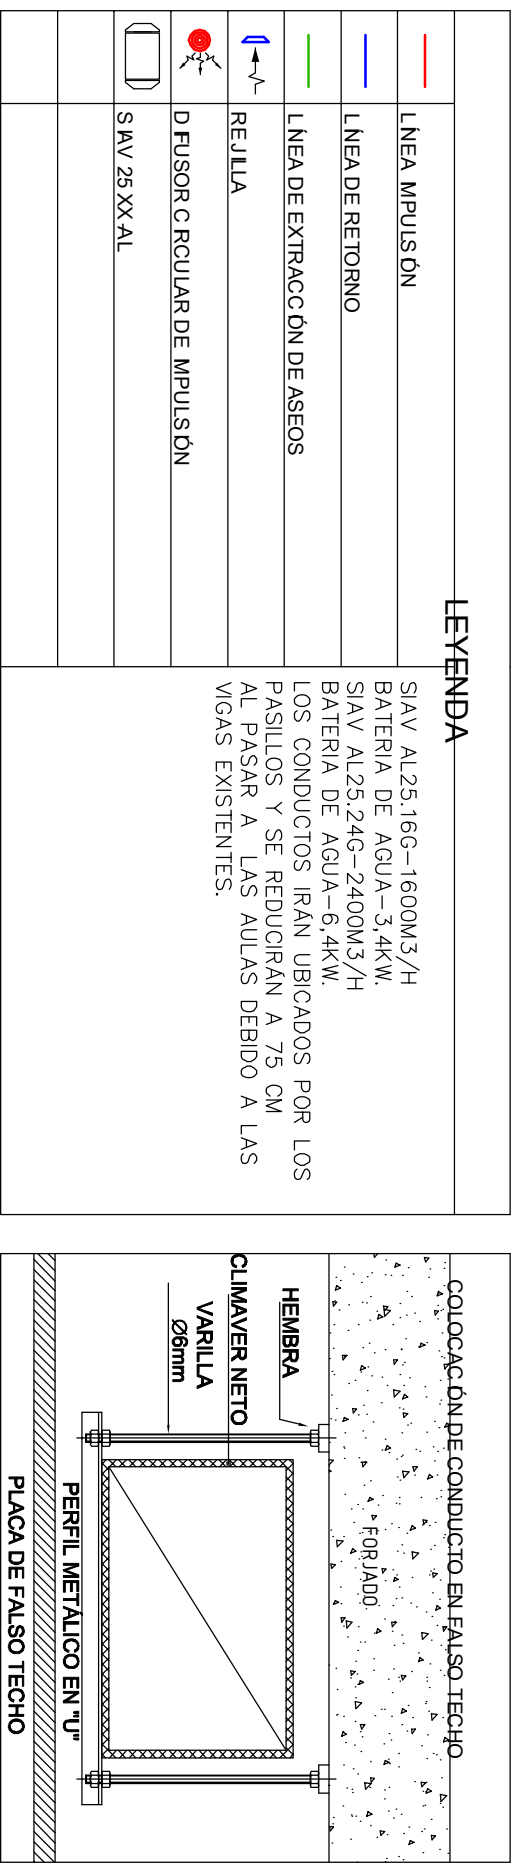 LEYENDA
LÍNEA IMPULSIÓN
LÍNEA DE RETORNO
LÍNEA DE EXTRACCIÓN DE ASEOS
REJILLA
DIFUSOR CIRCULAR DE IMPULSIÓN
SIAV 25 XX-AL
SIAV AL25.16G-1600M3/H
BATERIA DE AGUA-3,4KW.
SIAV AL25.24G-2400M3/H
BATERIA DE AGUA-6,4KW.
LOS CONDUCTOS IRÁN UBICADOS POR LOS
PASILLOS Y SE REDUCIRÁN A 75 CM
AL PASAR A LAS AULAS DEBIDO A LAS
VIGAS EXISTENTES.
COLOCACIÓN DE CONDUCTO EN FALSO TECHO
FORJADO
HEMBRA
CLIMAVER NETO
VARILLA
Ø6mm
PERFIL METÁLICO EN "U"
PLACA DE FALSO TECHO